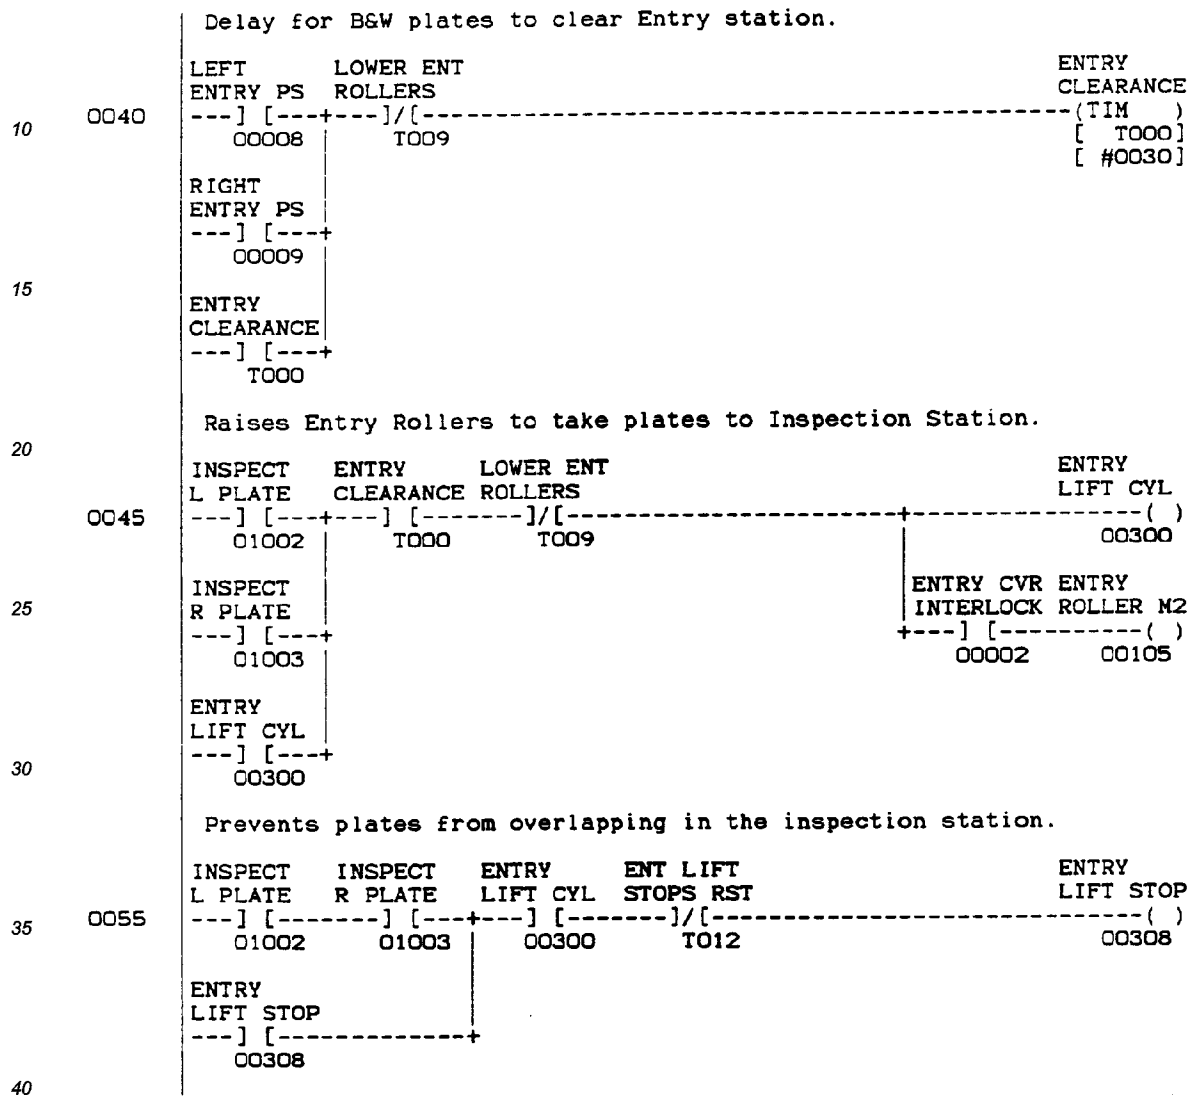 Delay for B&W plates to clear Entry station.
LEFT LOWER ENT ENTRY
ENTRY PS ROLLERS CLEARANCE
0040 ---] [---+---]/[---------------------------------------------(TIM )
10 00008 T009 [ T000]
[ #0030]
RIGHT
ENTRY PS
---] [---+
00009
15
ENTRY
CLEARANCE
---] [---+
T000
Raises Entry Rollers to take plates to Inspection Station.
20
INSPECT ENTRY LOWER ENT ENTRY
L PLATE CLEARANCE ROLLERS LIFT CYL
0045 ---] [---+---] [-------]/[-----------------------+----------------( )
01002 T000 T009 00300
INSPECT ENTRY CVR ENTRY
25 R PLATE INTERLOCK ROLLER M2
---] [---+ +---] [----------( )
01003 00002 00105
ENTRY
LIFT CYL
---] [---+
30 00300
Prevents plates from overlapping in the inspection station.
INSPECT INSPECT ENTRY ENT LIFT ENTRY
L PLATE R PLATE LIFT CYL STOPS RST LIFT STOP
35 0055 ---] [-------] [---+---] [-------]/[------------------------------( )
01002 01003 00300 T012 00308
ENTRY
LIFT STOP
---] [-------------+
00308
40